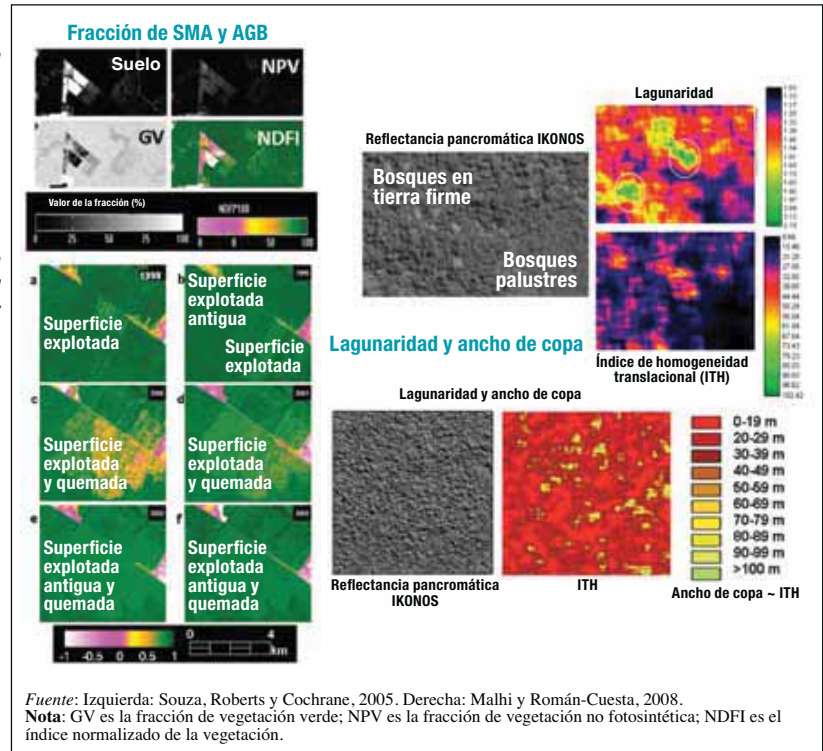 Fracción de SMA y AGB
Suelo
NPV
GV
NDFI
Valor de la fracción (%)
0 25 50 75 100
0 50 100
a
1999
Superficie
explotada
b
Superficie
explotada
antigua
Superficie
explotada
c
Superficie
explotada
y quemada
d
Superficie
explotada
y quemada
e
Superficie
explotada
antigua y
quemada
f
Superficie
explotada
antigua y
quemada
-1 -0.5 0 0.5 1
0 4
km
Lagunaridad
Reflectancia pancromática IKONOS
Bosques en
tierra firme
Bosques
palustres
Lagunaridad y ancho de copa
Índice de homogeneidad
translacional (ITH)
Lagunaridad y ancho de copa
0-19 m
20-29 m
30-39 m
40-49 m
50-59 m
60-69 m
70-79 m
80-89 m
90-99 m
>100 m
Reflectancia pancromática
IKONOS
ITH
Ancho de copa ~ ITH
Fuente: Izquierda: Souza, Roberts y Cochrane, 2005. Derecha: Malhi y Román-Cuesta, 2008.
Nota: GV es la fracción de vegetación verde; NPV es la fracción de vegetación no fotosintética; NDFI es el
índice normalizado de la vegetación.